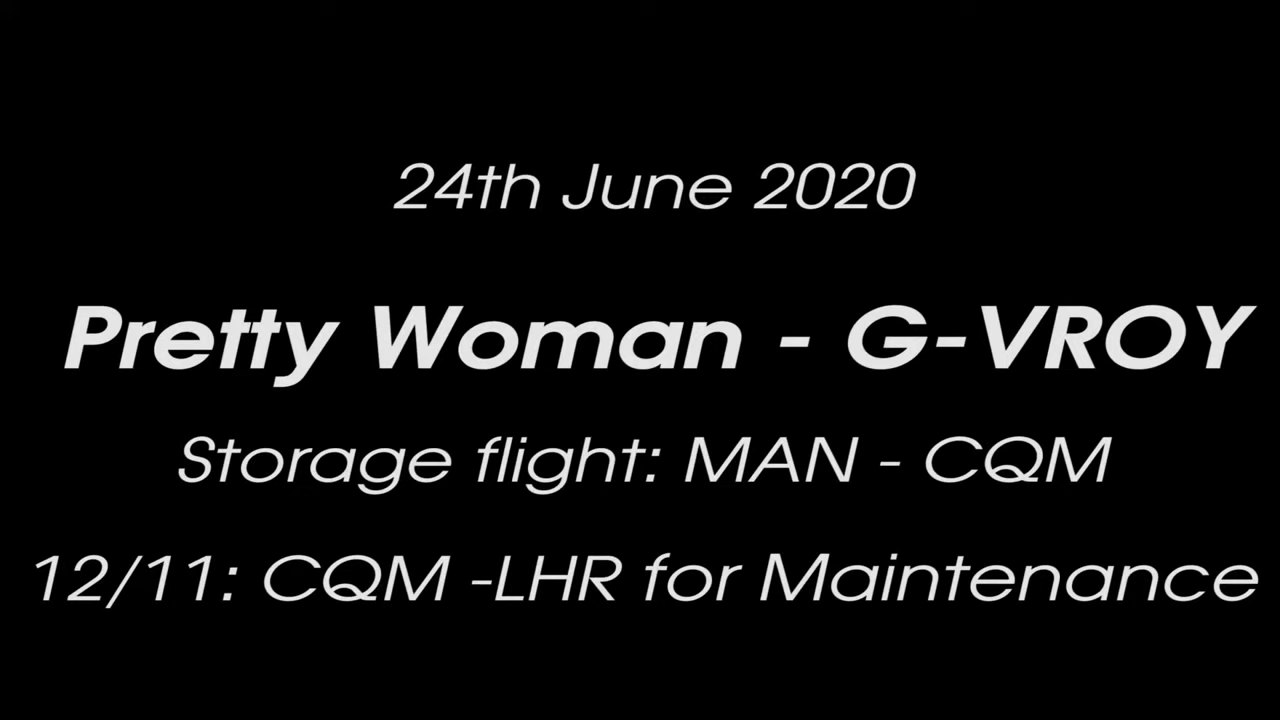 24th June 2020
Pretty Woman - G-VROY
Storage flight: MAN - CQM
12/11: CQM -LHR for Maintenance